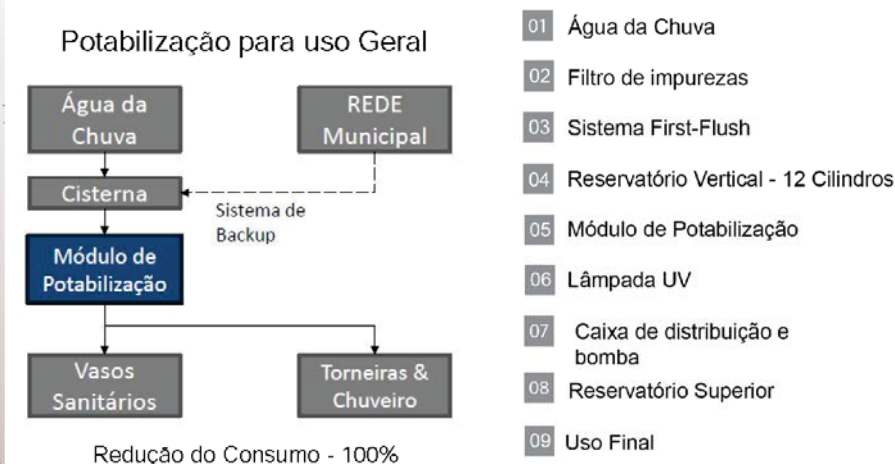 Potabilização para uso Geral
Água da
Chuva
REDE
Municipal
Cisterna
Sistema de
Backup
Módulo de
Potabilização
Vasos
Sanitários
Torneiras &
Chuveiro
Redução do Consumo - 100%
01 Água da Chuva
02 Filtro de impurezas
03 Sistema First-Flush
04 Reservatório Vertical - 12 Cilindros
05 Módulo de Potabilização
06 Lâmpada UV
07 Caixa de distribuição e
bomba
08 Reservatório Superior
09 Uso Final